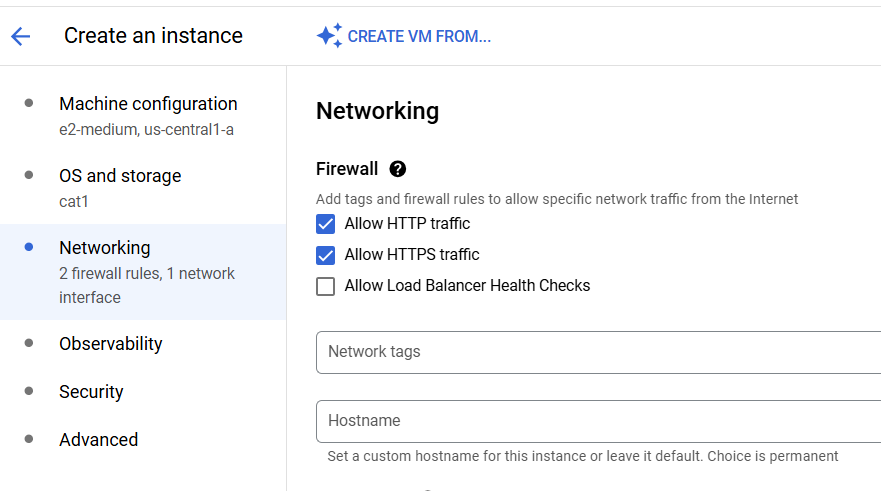 Create an instance
CREATE VM FROM...
Machine configuration
e2-medium, us-central1-a
OS and storage
cat1
Networking
2 firewall rules, 1 network
interface
Observability
Security
Advanced
Networking
Firewall ?
Add tags and firewall rules to allow specific network traffic from the Internet
Allow HTTP traffic
Allow HTTPS traffic
Allow Load Balancer Health Checks
Network tags
Hostname
Set a custom hostname for this instance or leave it default. Choice is permanent